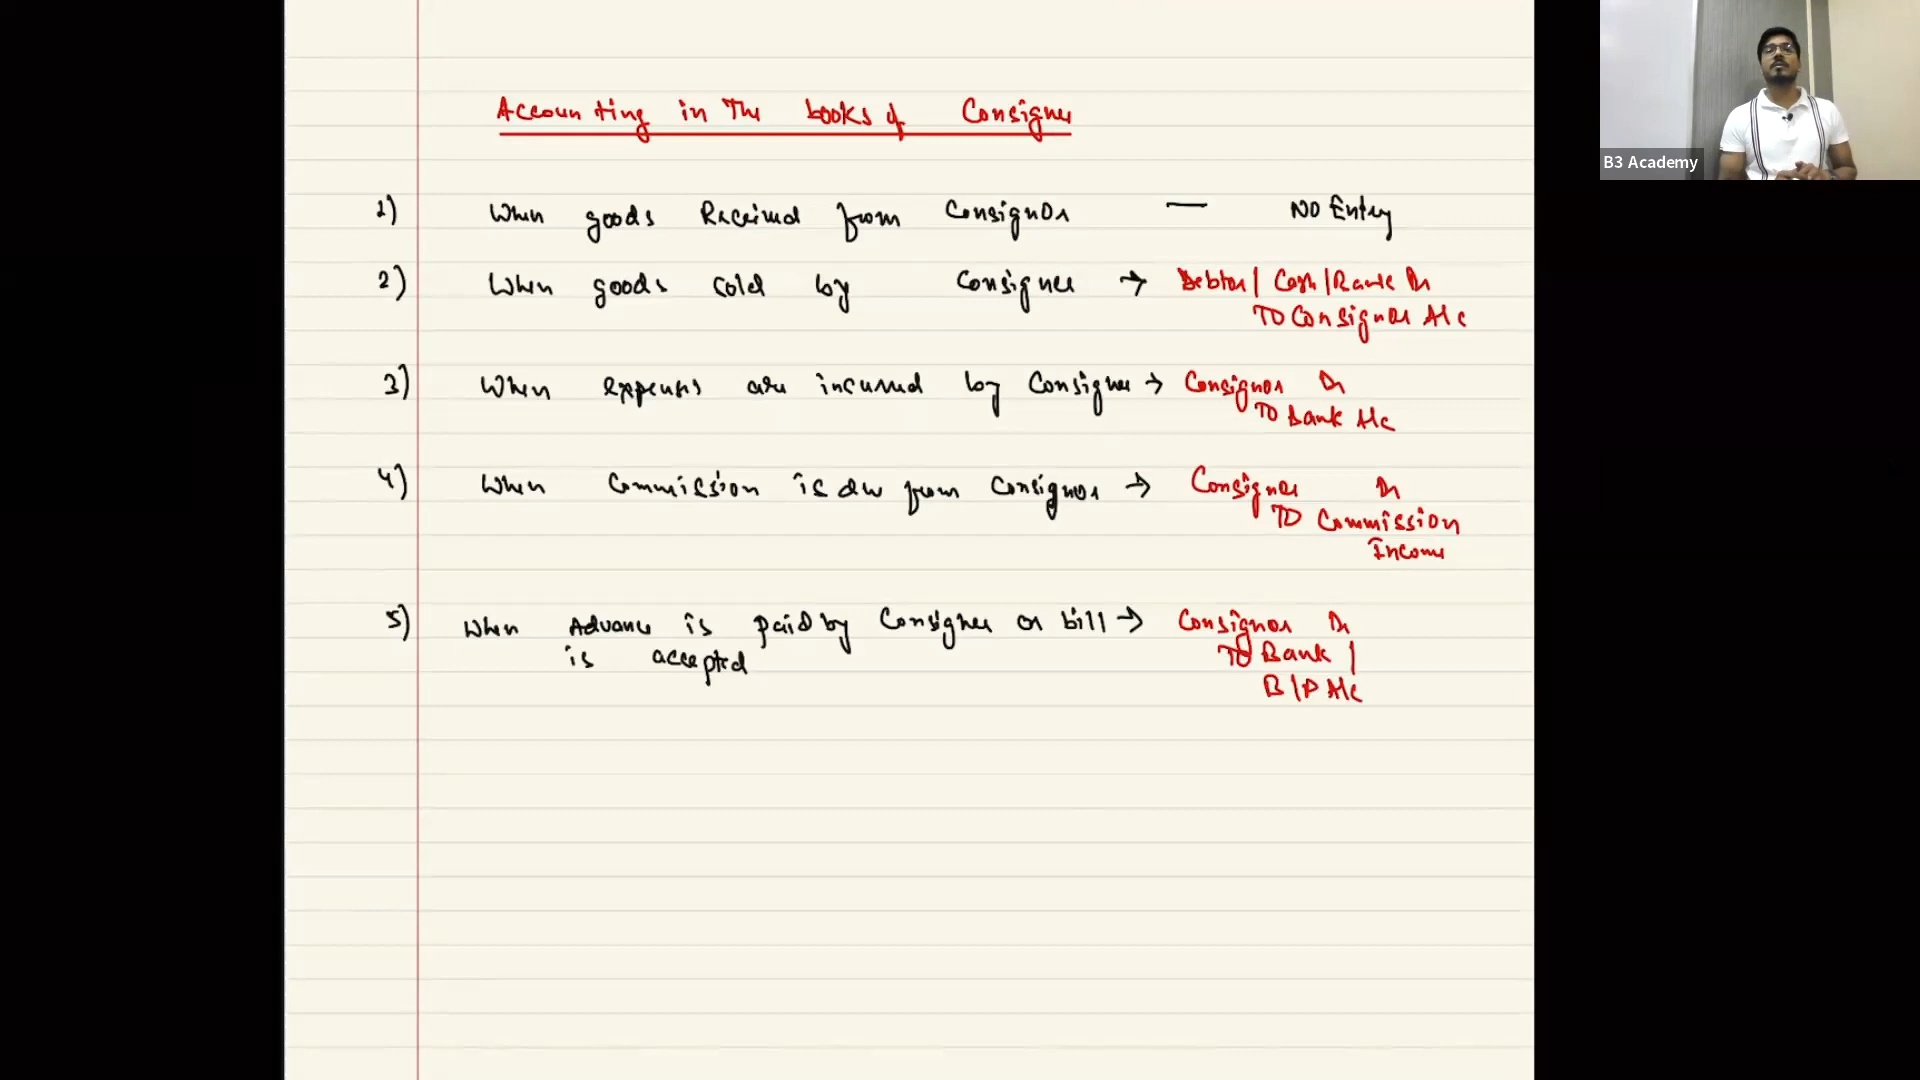 Accounting in The books of Consignee
1) When goods Received from Consignor — NO Entry
2) When goods sold by Consignee → Debtor/ Cash/Bank Dr
TO Consignor A/c
3) When expenses are incurred by Consignee → Consignor Dr
TO Bank A/c
4) When Commission is due from Consignor → Consignor Dr
TO Commission
Income
5) When Advance is paid by Consignee or bill → Consignor Dr
is accepted TO Bank /
B/P A/c
B3 Academy